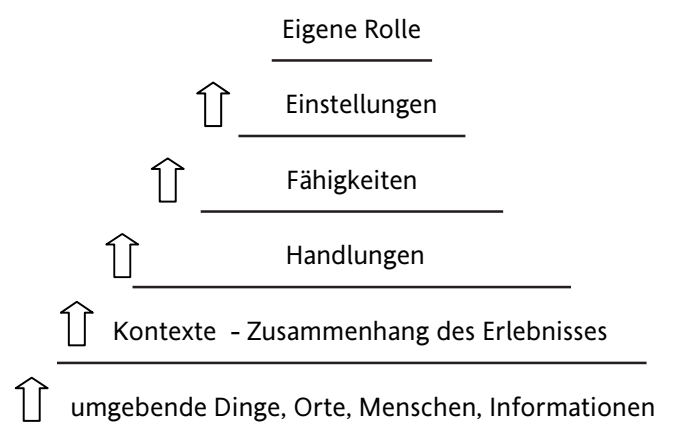 Eigene Rolle
Einstellungen
Fähigkeiten
Handlungen
Kontexte - Zusammenhang des Erlebnisses
umgebende Dinge, Orte, Menschen, Informationen